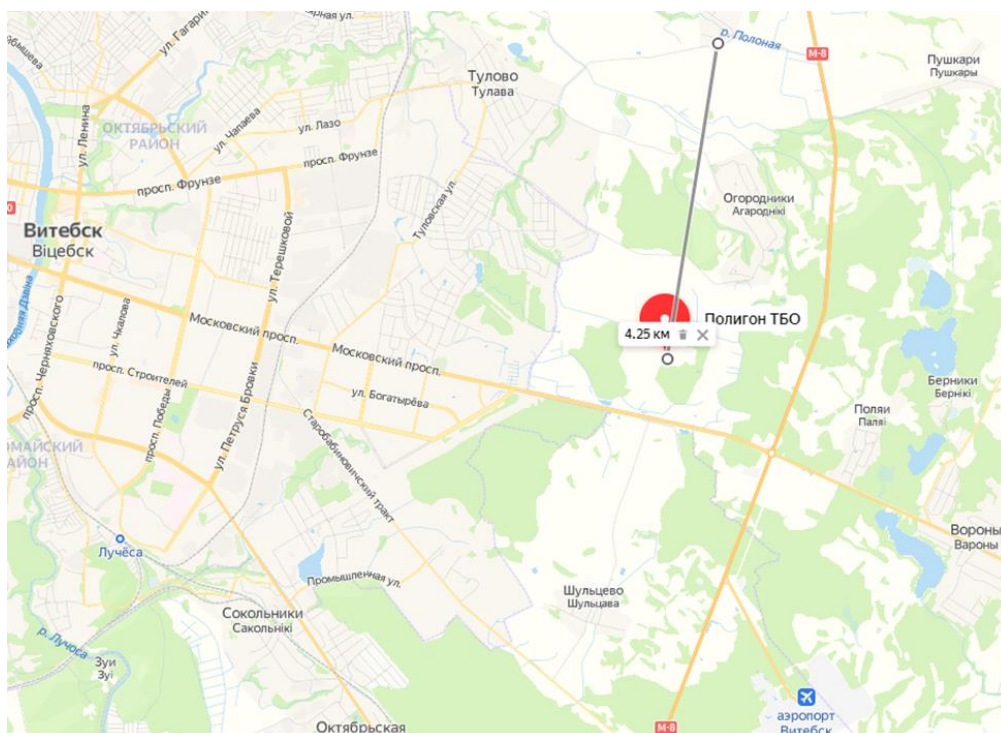 ул. Гагарина
р. Полоная
М-8
Пушкари
Пушкары
Тулово
Тулава
ОКТЯБРЬСКИЙ
РАЙОН
ул. Чапаева
ул. Лазо
ул. Ленина
просп. Фрунзе
просп. Фрунзе
Огородники
Агароднікі
Туловская ул.
Витебск
Віцебск
ул. Терешковой
Полигон ТБО
4.25 км
Московский просп.
Московский просп.
ул. Чкалова
просп. Черняховского
просп. Строителей
ул. Богатырёва
Берники
Бернікі
Поляи
Паляі
просп. Победы
ул. Петруся Бровки
Старобабиновичский тракт
ОМАЙСКИЙ
АЙОН
Вороны
Вароны
Лучёса
Промышленная ул.
Шульцево
Шульцава
Сокольники
Сакольнікі
р. Лучоса
Зуи
Зуі
аэропорт
Витебск
Октябрьская
М-8